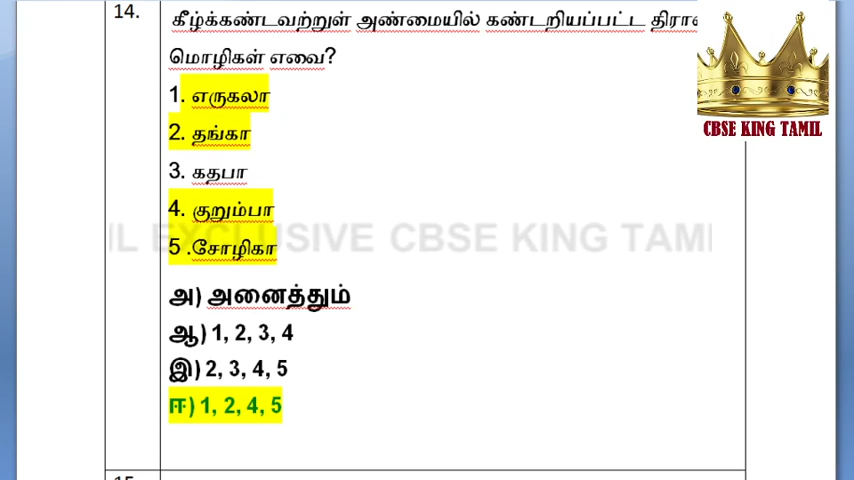 14.
கீழ்க்கண்டவற்றுள் அண்மையில் கண்டறியப்பட்ட
மொழிகள் எவை?
1. எருகலா
2. தங்கா
3. கதபா
4. குறும்பா
5 .சோழிகா
அ) அனைத்தும்
ஆ) 1, 2, 3, 4
இ) 2, 3, 4, 5
ஈ) 1, 2, 4, 5
CBSE KING TAMIL
IL EXCLUSIVE CBSE KING TAM